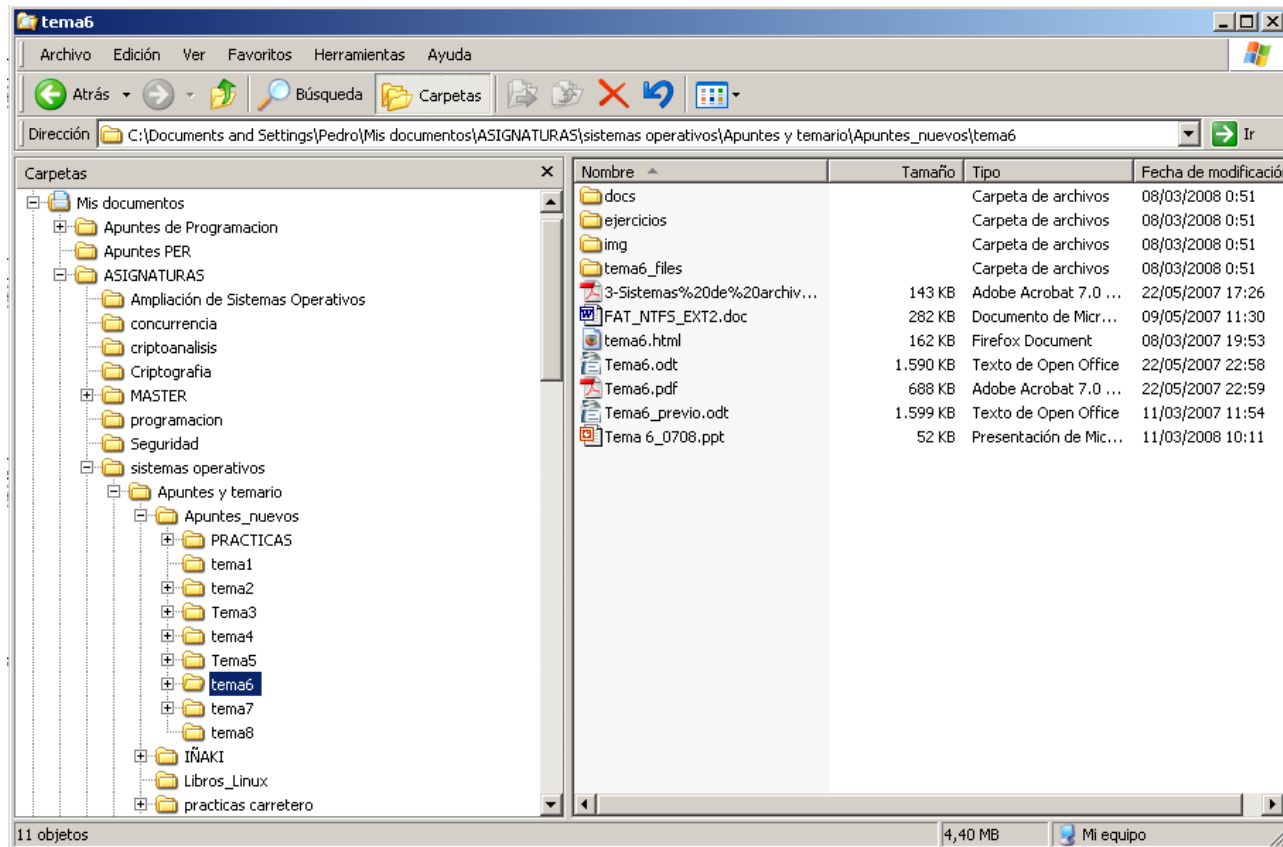 tema6
Archivo Edición Ver Favoritos Herramientas Ayuda
Atrás Búsqueda Carpetas
Dirección C:\Documents and Settings\Pedro\Mis documentos\ASIGNATURAS\sistemas operativos\Apuntes y temario\Apuntes_nuevos\tema6 Ir
Carpetas
Mis documentos
Apuntes de Programacion
Apuntes PER
ASIGNATURAS
Ampliación de Sistemas Operativos
concurrencia
criptoanalisis
Criptografia
MASTER
programacion
Seguridad
sistemas operativos
Apuntes y temario
Apuntes_nuevos
PRACTICAS
tema1
tema2
Tema3
tema4
Tema5
tema6
tema7
tema8
IÑAKI
Libros_Linux
practicas carretero
Nombre Tamaño Tipo Fecha de modificació
docs Carpeta de archivos 08/03/2008 0:51
ejercicios Carpeta de archivos 08/03/2008 0:51
img Carpeta de archivos 08/03/2008 0:51
tema6_files Carpeta de archivos 08/03/2008 0:51
3-Sistemas%20de%20archiv... 143 KB Adobe Acrobat 7.0 ... 22/05/2007 17:26
FAT_NTFS_EXT2.doc 282 KB Documento de Micr... 09/05/2007 11:30
tema6.html 162 KB Firefox Document 08/03/2007 19:53
Tema6.odt 1.590 KB Texto de Open Office 22/05/2007 22:58
Tema6.pdf 688 KB Adobe Acrobat 7.0 ... 22/05/2007 22:59
Tema6_previo.odt 1.599 KB Texto de Open Office 11/03/2007 11:54
Tema 6_0708.ppt 52 KB Presentación de Mic... 11/03/2008 10:11
11 objetos 4,40 MB Mi equipo